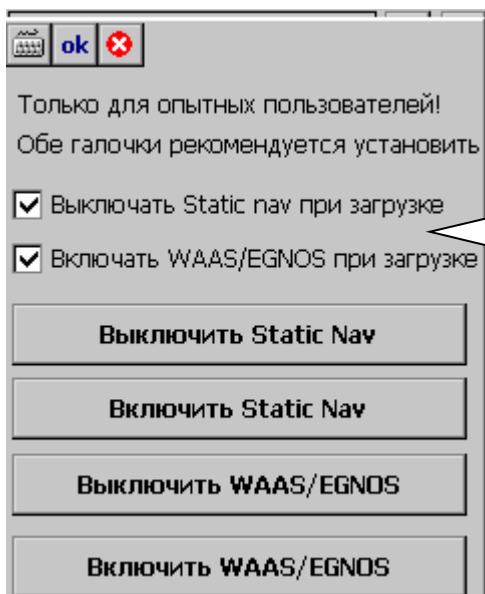 ok
Только для опытных пользователей!
Обе галочки рекомендуется установить
Выключать Static nav при загрузке
Включать WAAS/EGNOS при загрузке
Выключить Static Nav
Включить Static Nav
Выключить WAAS/EGNOS
Включить WAAS/EGNOS